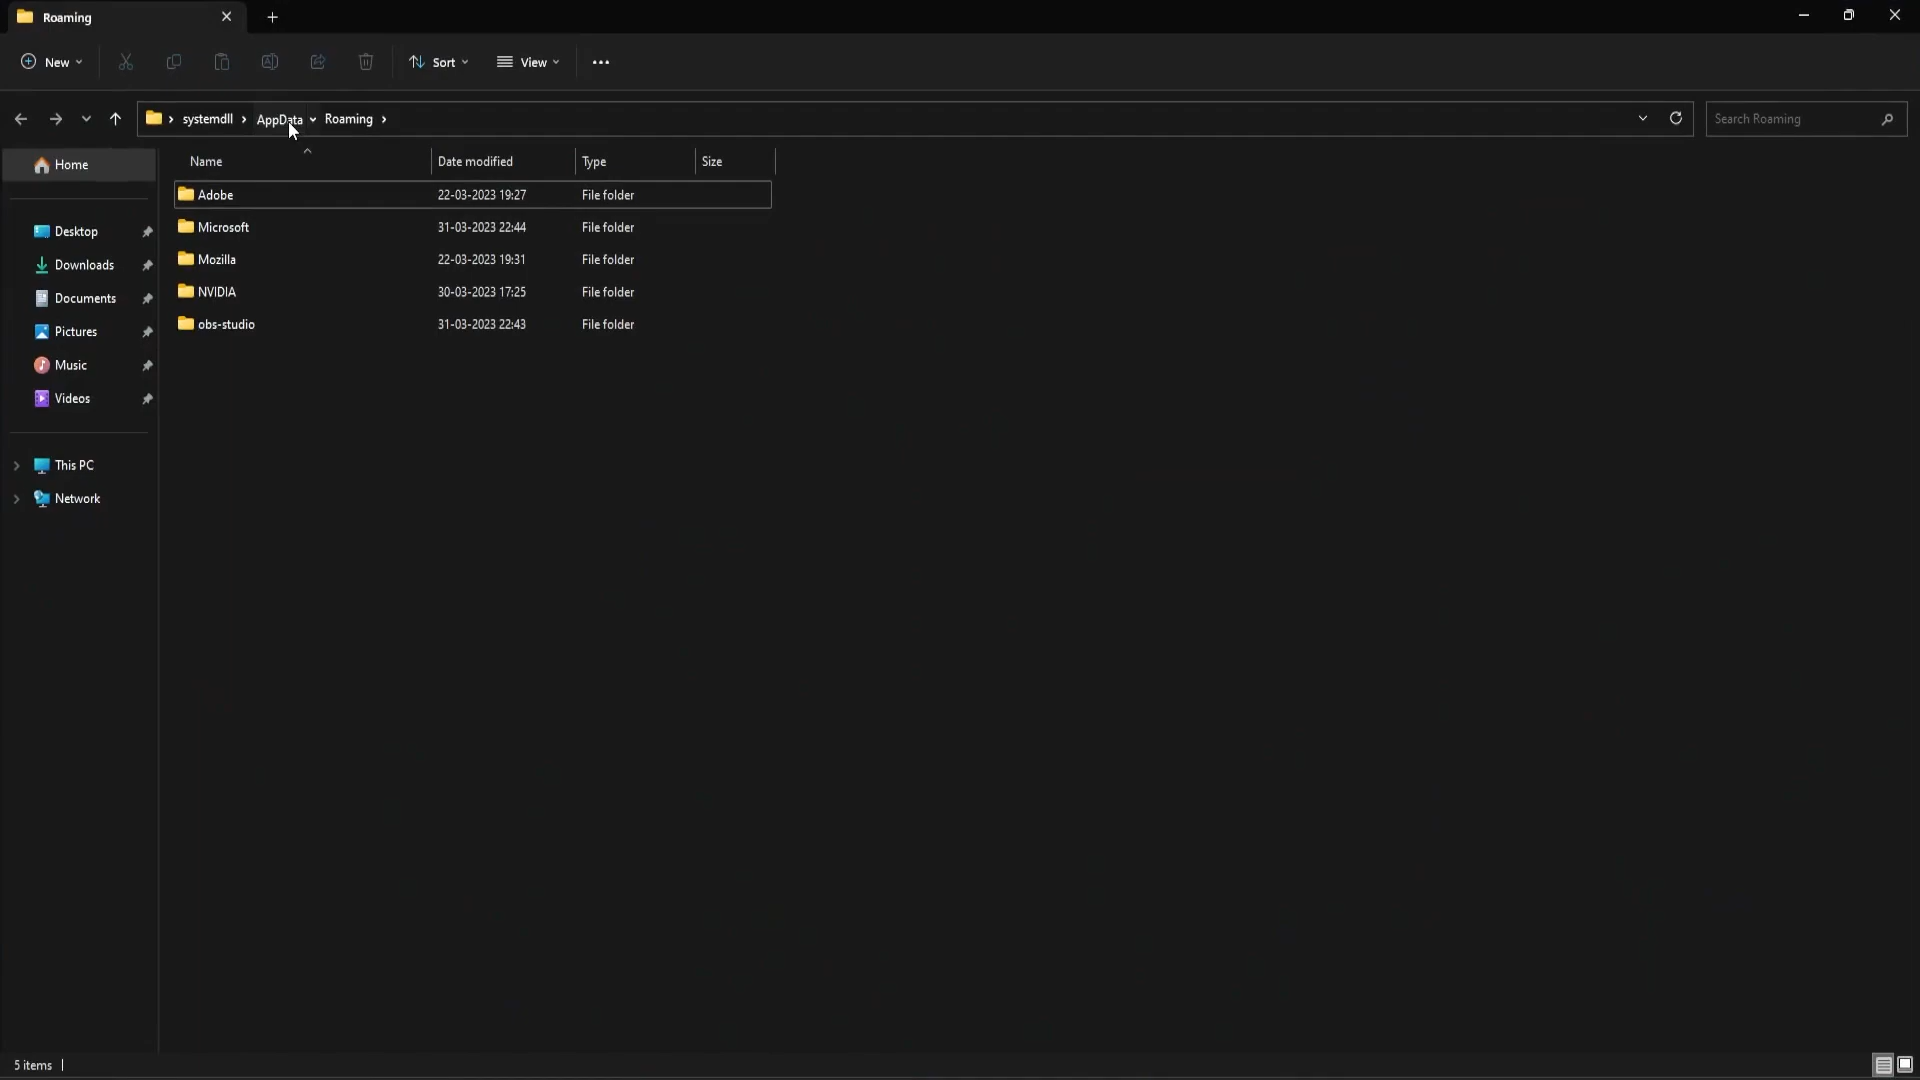 Roaming
New
Sort
View
systemdll
AppData
Roaming
Search Roaming
Home
Name
Date modified
Type
Size
Adobe 22-03-2023 19:27 File folder
Desktop
Microsoft 31-03-2023 22:44 File folder
Downloads
Mozilla 22-03-2023 19:31 File folder
Documents
NVIDIA 30-03-2023 17:25 File folder
Pictures
obs-studio 31-03-2023 22:43 File folder
Music
Videos
This PC
Network
5 items